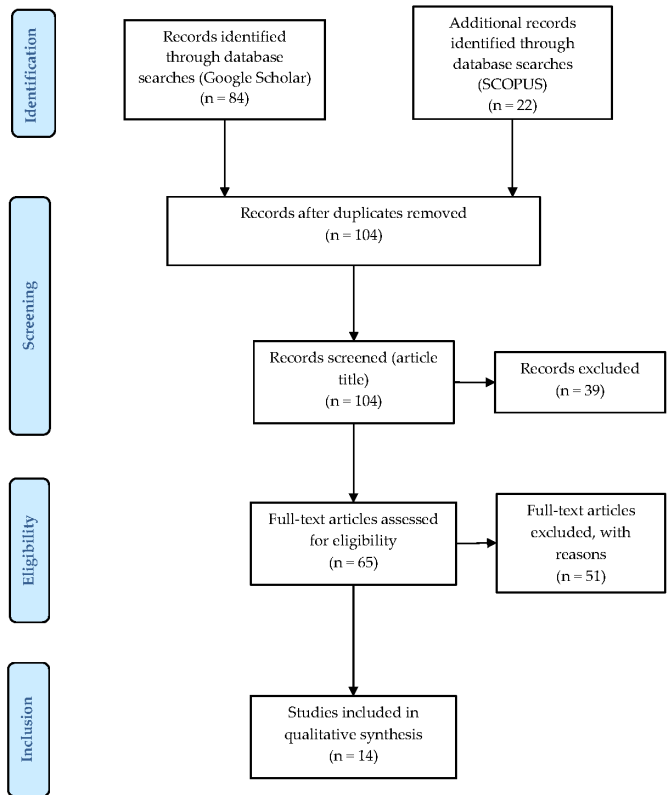 Identification
Records identified
through database
searches (Google Scholar)
(n = 84)
Additional records
identified through
database searches
(SCOPUS)
(n = 22)
Screening
Records after duplicates removed
(n = 104)
Records screened (article
title)
(n = 104)
Records excluded
(n = 39)
Eligibility
Full-text articles assessed
for eligibility
(n = 65)
Full-text articles
excluded, with
reasons
(n = 51)
Inclusion
Studies included in
qualitative synthesis
(n = 14)